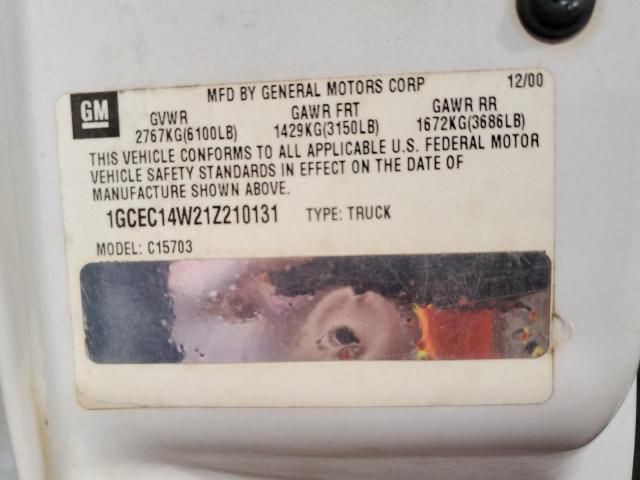 GM
MFD BY GENERAL MOTORS CORP 12/00
GVWR GAWR FRT GAWR RR
2767KG(6100LB) 1429KG(3150LB) 1672KG(3686LB)
THIS VEHICLE CONFORMS TO ALL APPLICABLE U.S. FEDERAL MOTOR
VEHICLE SAFETY STANDARDS IN EFFECT ON THE DATE OF
MANUFACTURE SHOWN ABOVE.
1GCEC14W21Z210131 TYPE: TRUCK
MODEL: C15703